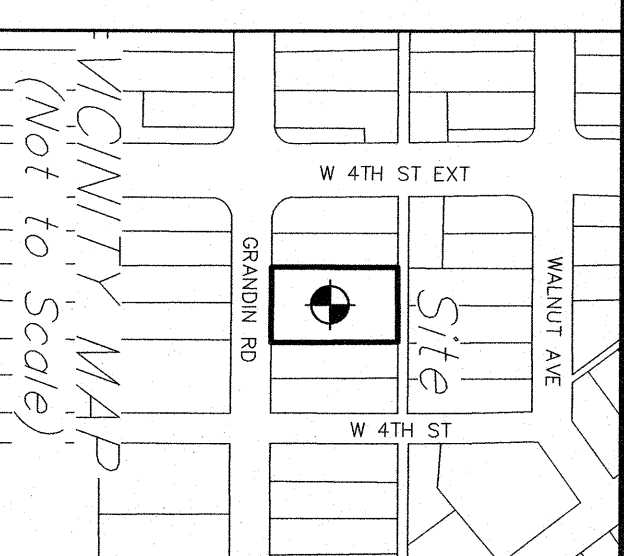 VICINITY MAP
(Not to Scale)
W 4TH ST EXT
GRANDIN RD
WALNUT AVE
Site
W 4TH ST